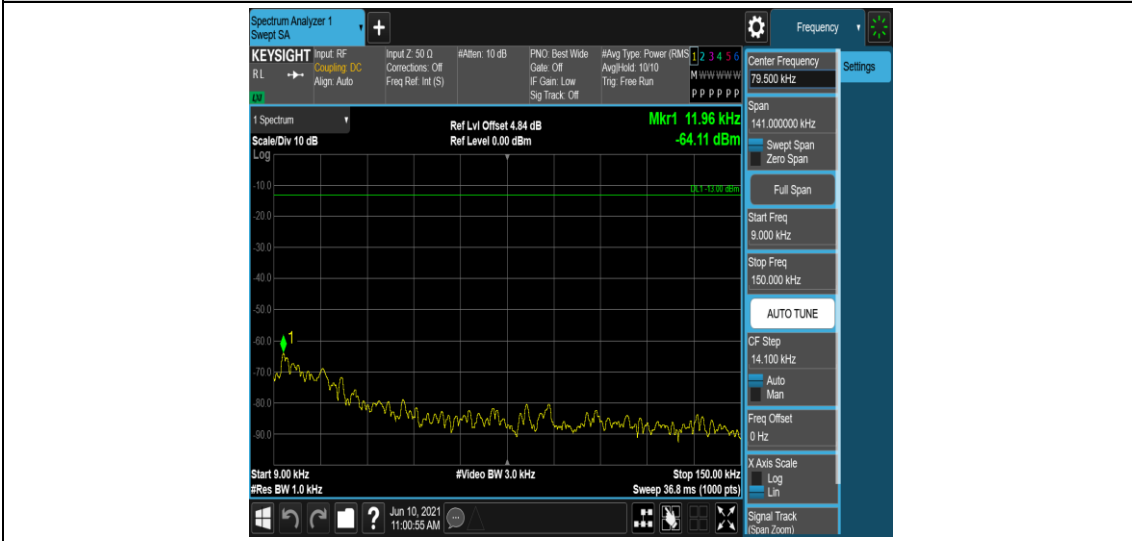 Spectrum Analyzer 1
Swept SA
+
Frequency
KEYSIGHT
RL
Input: RF
Coupling: DC
Align: Auto
Input Z: 50 Ω
Corrections: Off
Freq Ref: Int (S)
#Atten: 10 dB
PNO: Best Wide
Gate: Off
IF Gain: Low
Sig Track: Off
#Avg Type: Power (RMS
Avg|Hold: 10/10
Trig: Free Run
1 2 3 4 5 6
M W W W W W
P P P P P P
1 Spectrum
Scale/Div 10 dB
Log
Ref Lvl Offset 4.84 dB
Ref Level 0.00 dBm
Mkr1 11.96 kHz
-64.11 dBm
DL1 -13.00 dBm
-10.0
-20.0
-30.0
-40.0
-50.0
-60.0
-70.0
-80.0
-90.0
1
Start 9.00 kHz
#Res BW 1.0 kHz
#Video BW 3.0 kHz
Stop 150.00 kHz
Sweep 36.8 ms (1000 pts)
Center Frequency
79.500 kHz
Settings
Span
141.000000 kHz
Swept Span
Zero Span
Full Span
Start Freq
9.000 kHz
Stop Freq
150.000 kHz
AUTO TUNE
CF Step
14.100 kHz
Auto
Man
Freq Offset
0 Hz
X Axis Scale
Log
Lin
Signal Track
(Span Zoom)
?
Jun 10, 2021
11:00:55 AM